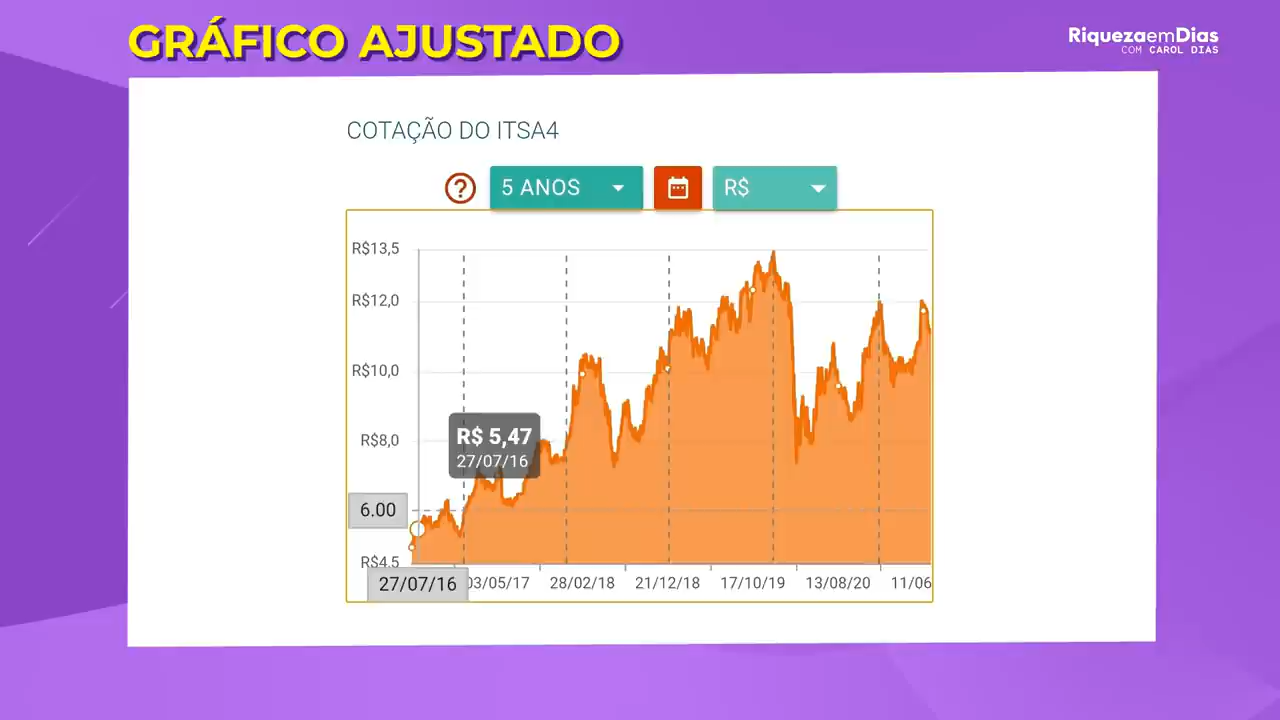 GRÁFICO AJUSTADO
RiquezaemDias
COM CAROL DIAS
COTAÇÃO DO ITSA4
? 5 ANOS R$
R$13,5
R$12,0
R$10,0
R$8,0
R$ 5,47
27/07/16
6.00
R$4.5
27/07/16 03/05/17 28/02/18 21/12/18 17/10/19 13/08/20 11/06